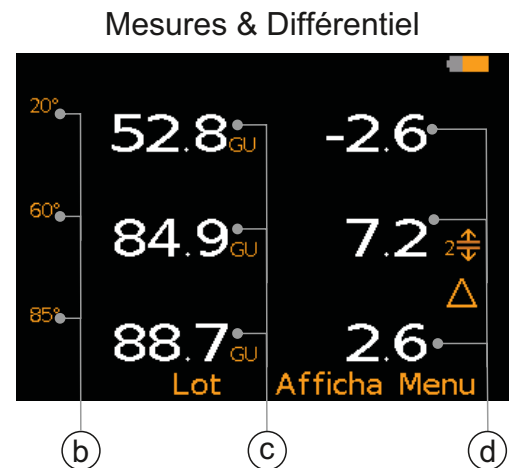 Mesures & Différentiel
20°
52.8GU -2.6
60°
84.9GU 7.2 2
Δ
85°
88.7GU 2.6
Lot Afficha Menu
b c d